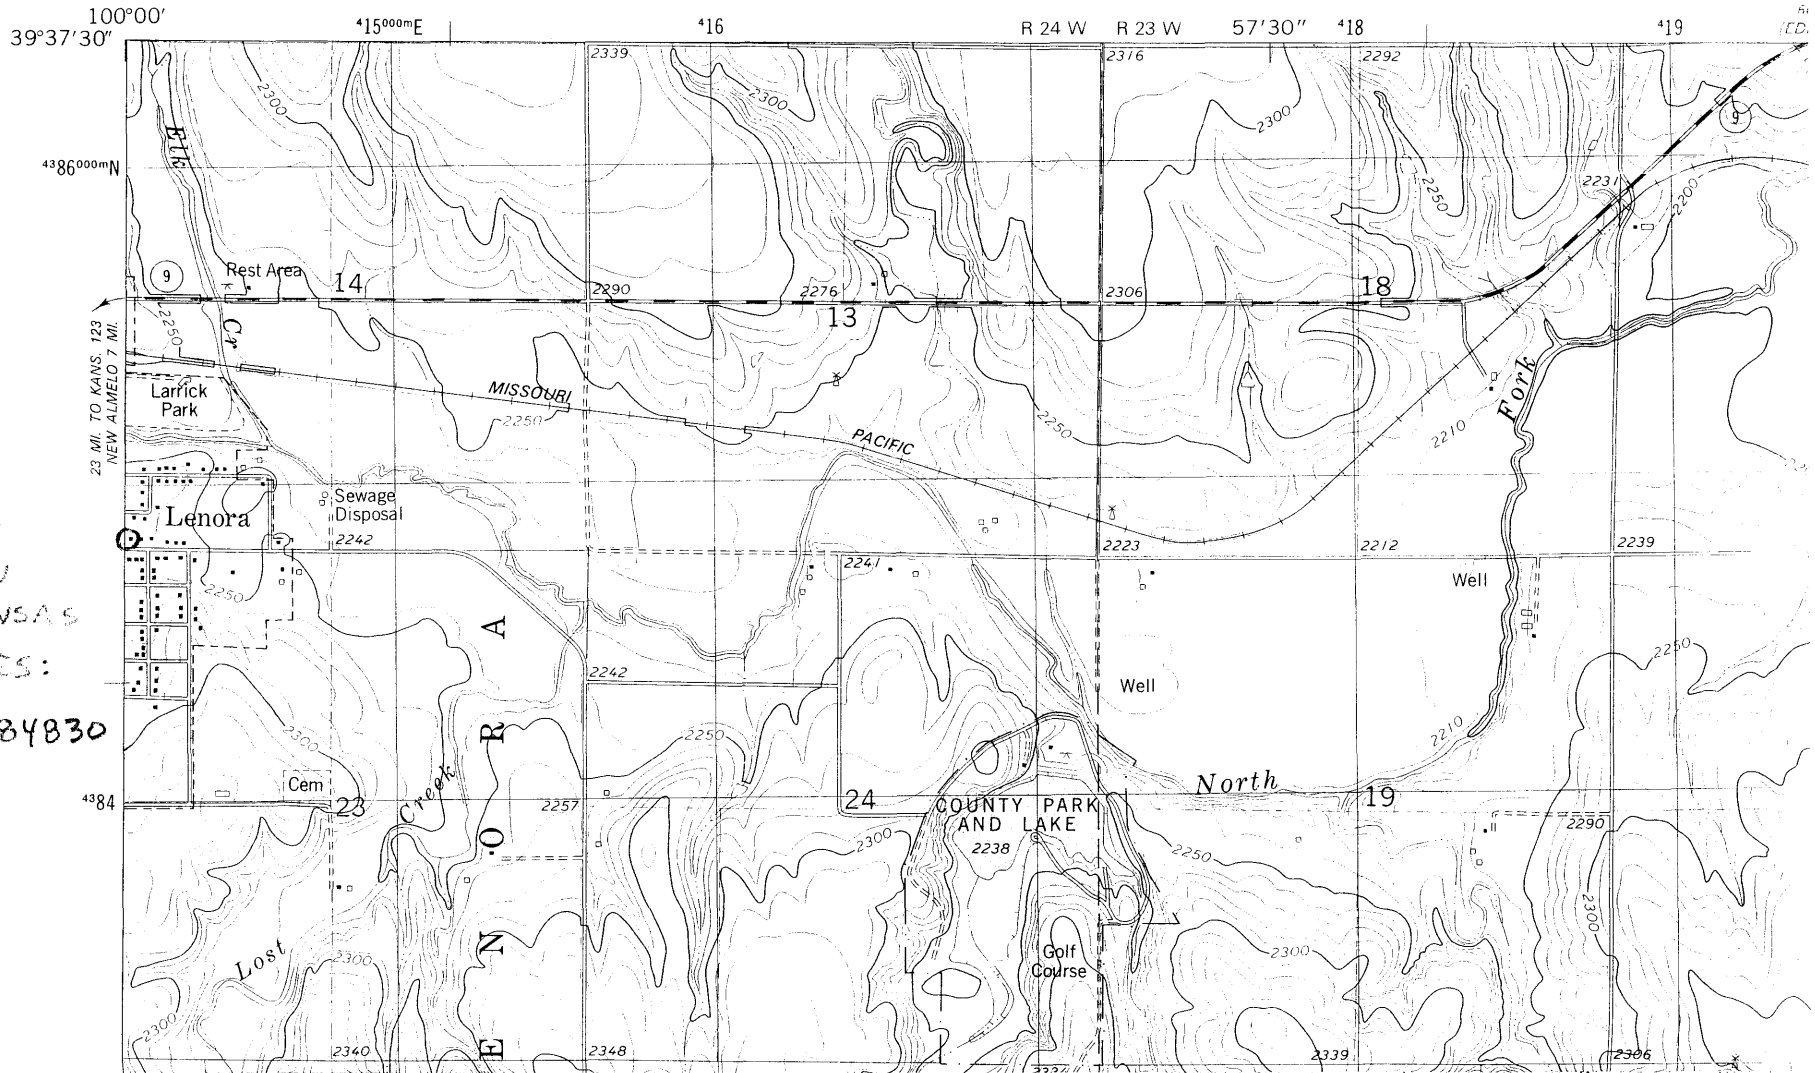 100°00′
⁴15⁰⁰⁰ᵐE
⁴16
R 24 W
R 23 W
57′30″
⁴18
⁴19
39°37′30″
2339
2316
2292
9
2300
2300
2300
Elk
⁴³86⁰⁰⁰ᵐN
2250
2231
2200
9
Rest Area
14
2290
2276
13
2306
18
23 MI. TO KANS. 123
NEW ALMELO 7 MI.
2250
Cr
Larrick
Park
MISSOURI
2250
PACIFIC
2250
2210
Fork
Sewage
Disposal
Lenora
2242
2223
2212
2239
2241
Well
2250
NSAS
ES:
A
2242
Well
2250
84830
R
2300
2250
2210
Cem
Creek
North
⁴³84
23
2257
24
COUNTY PARK
AND LAKE
2238
19
2290
O
2300
2250
2300
N
Lost
2300
Golf
Course
2300
2300
E
2340
2348
2339
2306